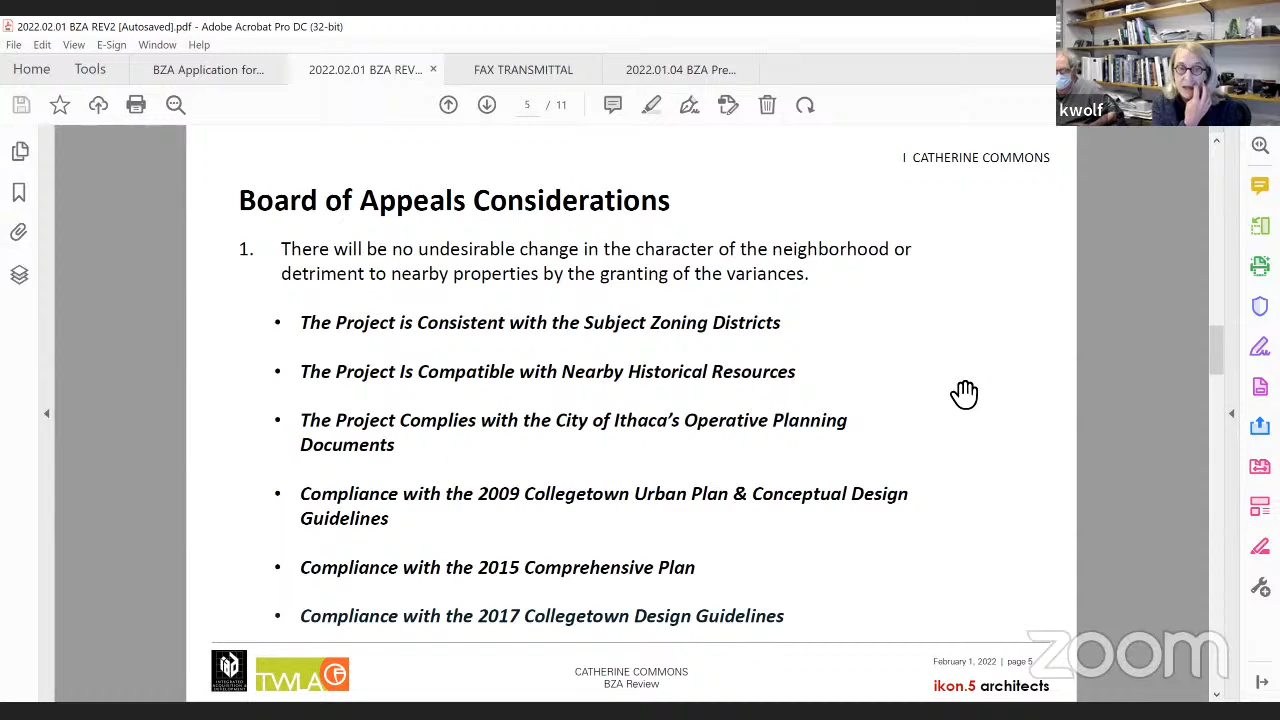 2022.02.01 BZA REV2 [Autosaved].pdf - Adobe Acrobat Pro DC (32-bit)
File Edit View E-Sign Window Help
Home Tools BZA Application for... 2022.02.01 BZA REV... × FAX TRANSMITTAL 2022.01.04 BZA Pre...
5 / 11
kwolf
I CATHERINE COMMONS
Board of Appeals Considerations
1. There will be no undesirable change in the character of the neighborhood or
detriment to nearby properties by the granting of the variances.
• The Project is Consistent with the Subject Zoning Districts
• The Project Is Compatible with Nearby Historical Resources
• The Project Complies with the City of Ithaca's Operative Planning
Documents
• Compliance with the 2009 Collegetown Urban Plan & Conceptual Design
Guidelines
• Compliance with the 2015 Comprehensive Plan
• Compliance with the 2017 Collegetown Design Guidelines
TWLA
CATHERINE COMMONS
BZA Review
February 1, 2022 | page 5
ikon.5 architects
zoom